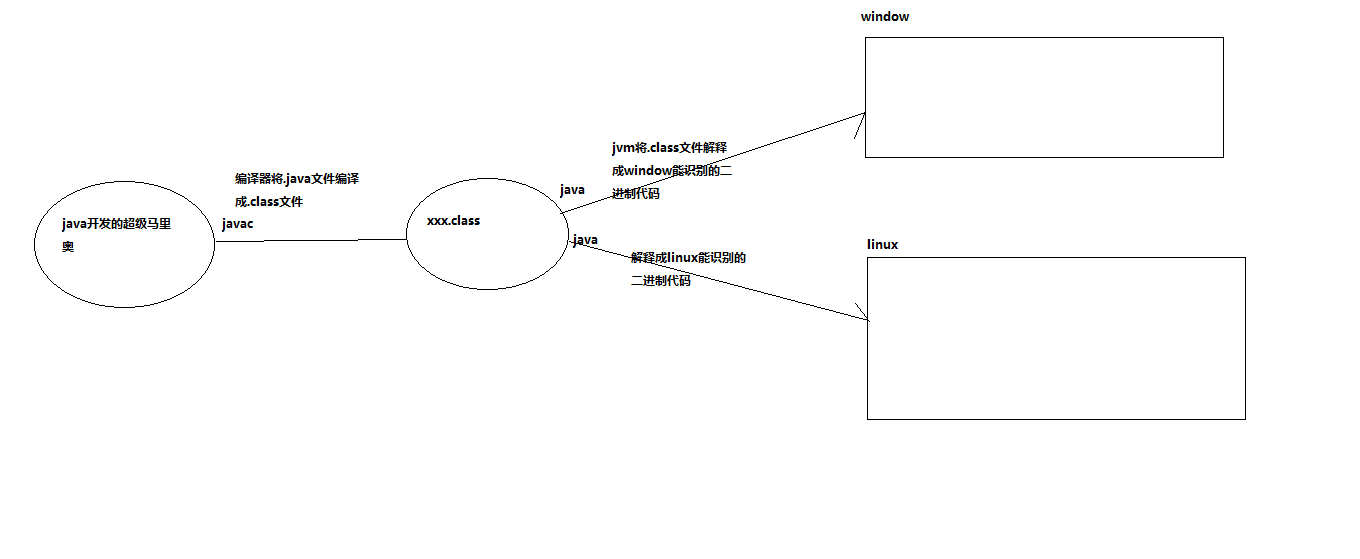 window
jvm将.class文件解释
成window能识别的二
进制代码
编译器将.java文件编译
成.class文件
java
java开发的超级马里
奥
javac
xxx.class
java
linux
解释成linux能识别的
二进制代码